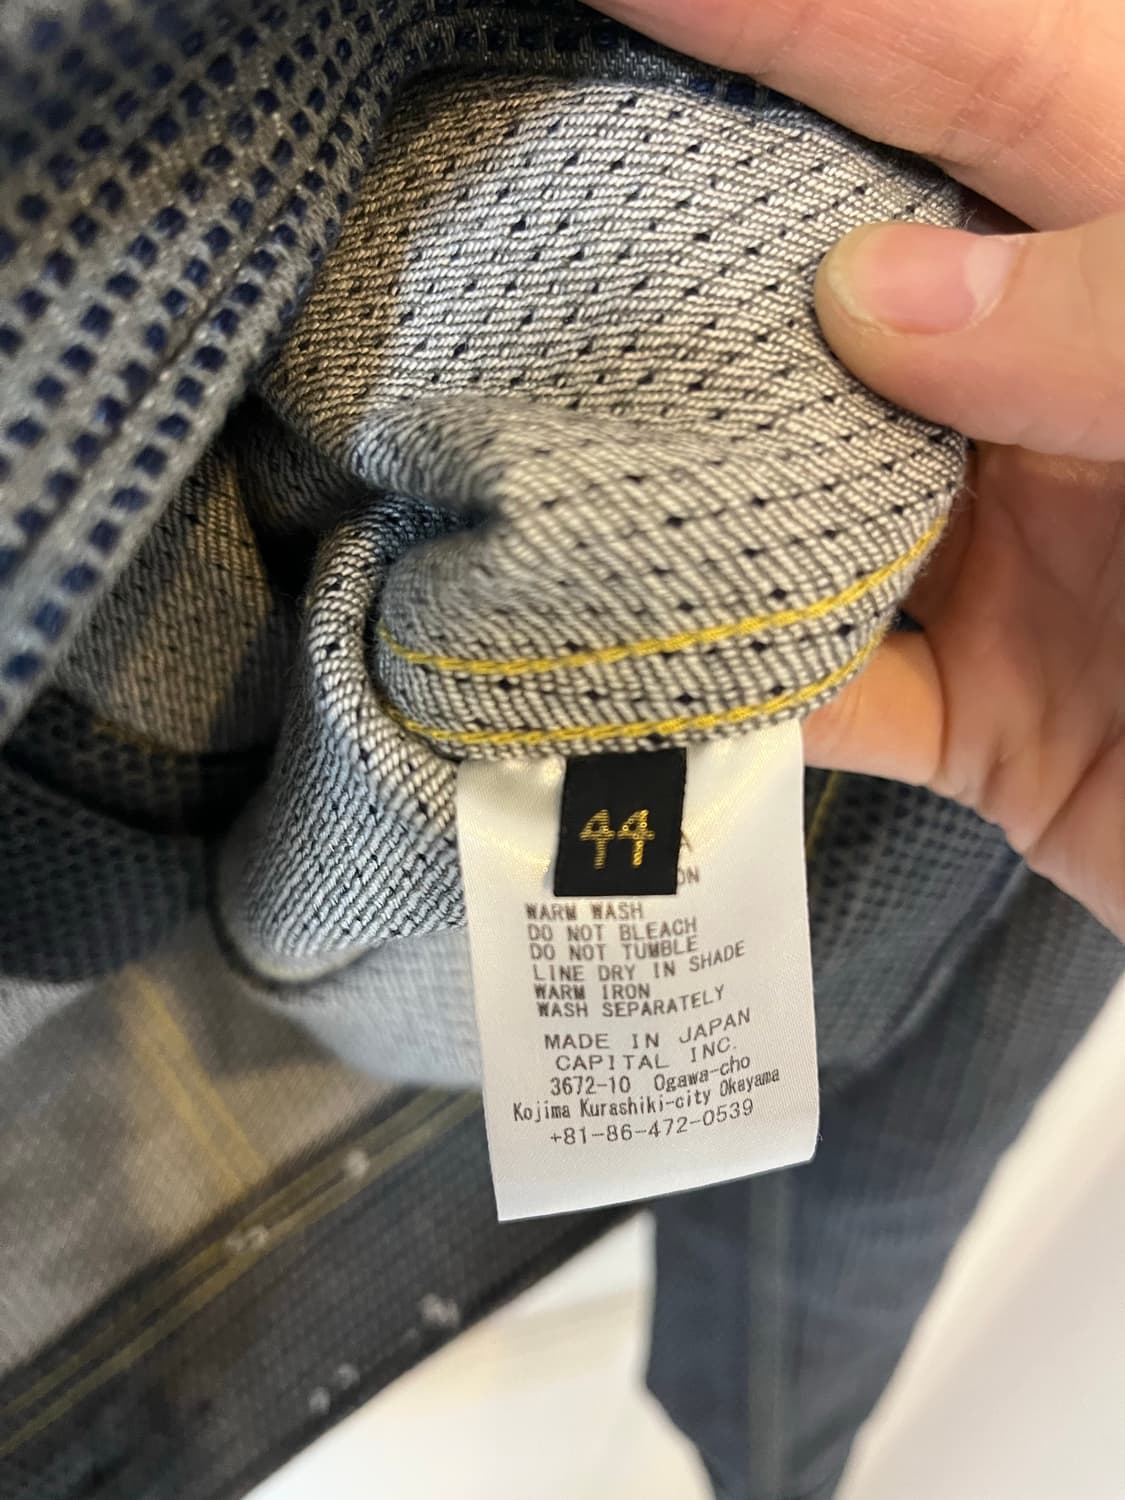 44
ON
WARM WASH
DO NOT BLEACH
DO NOT TUMBLE
LINE DRY IN SHADE
WARM IRON
WASH SEPARATELY
MADE IN JAPAN
CAPITAL INC.
3672-10 Ogawa-cho
Kojima Kurashiki-city Okayama
+81-86-472-0539